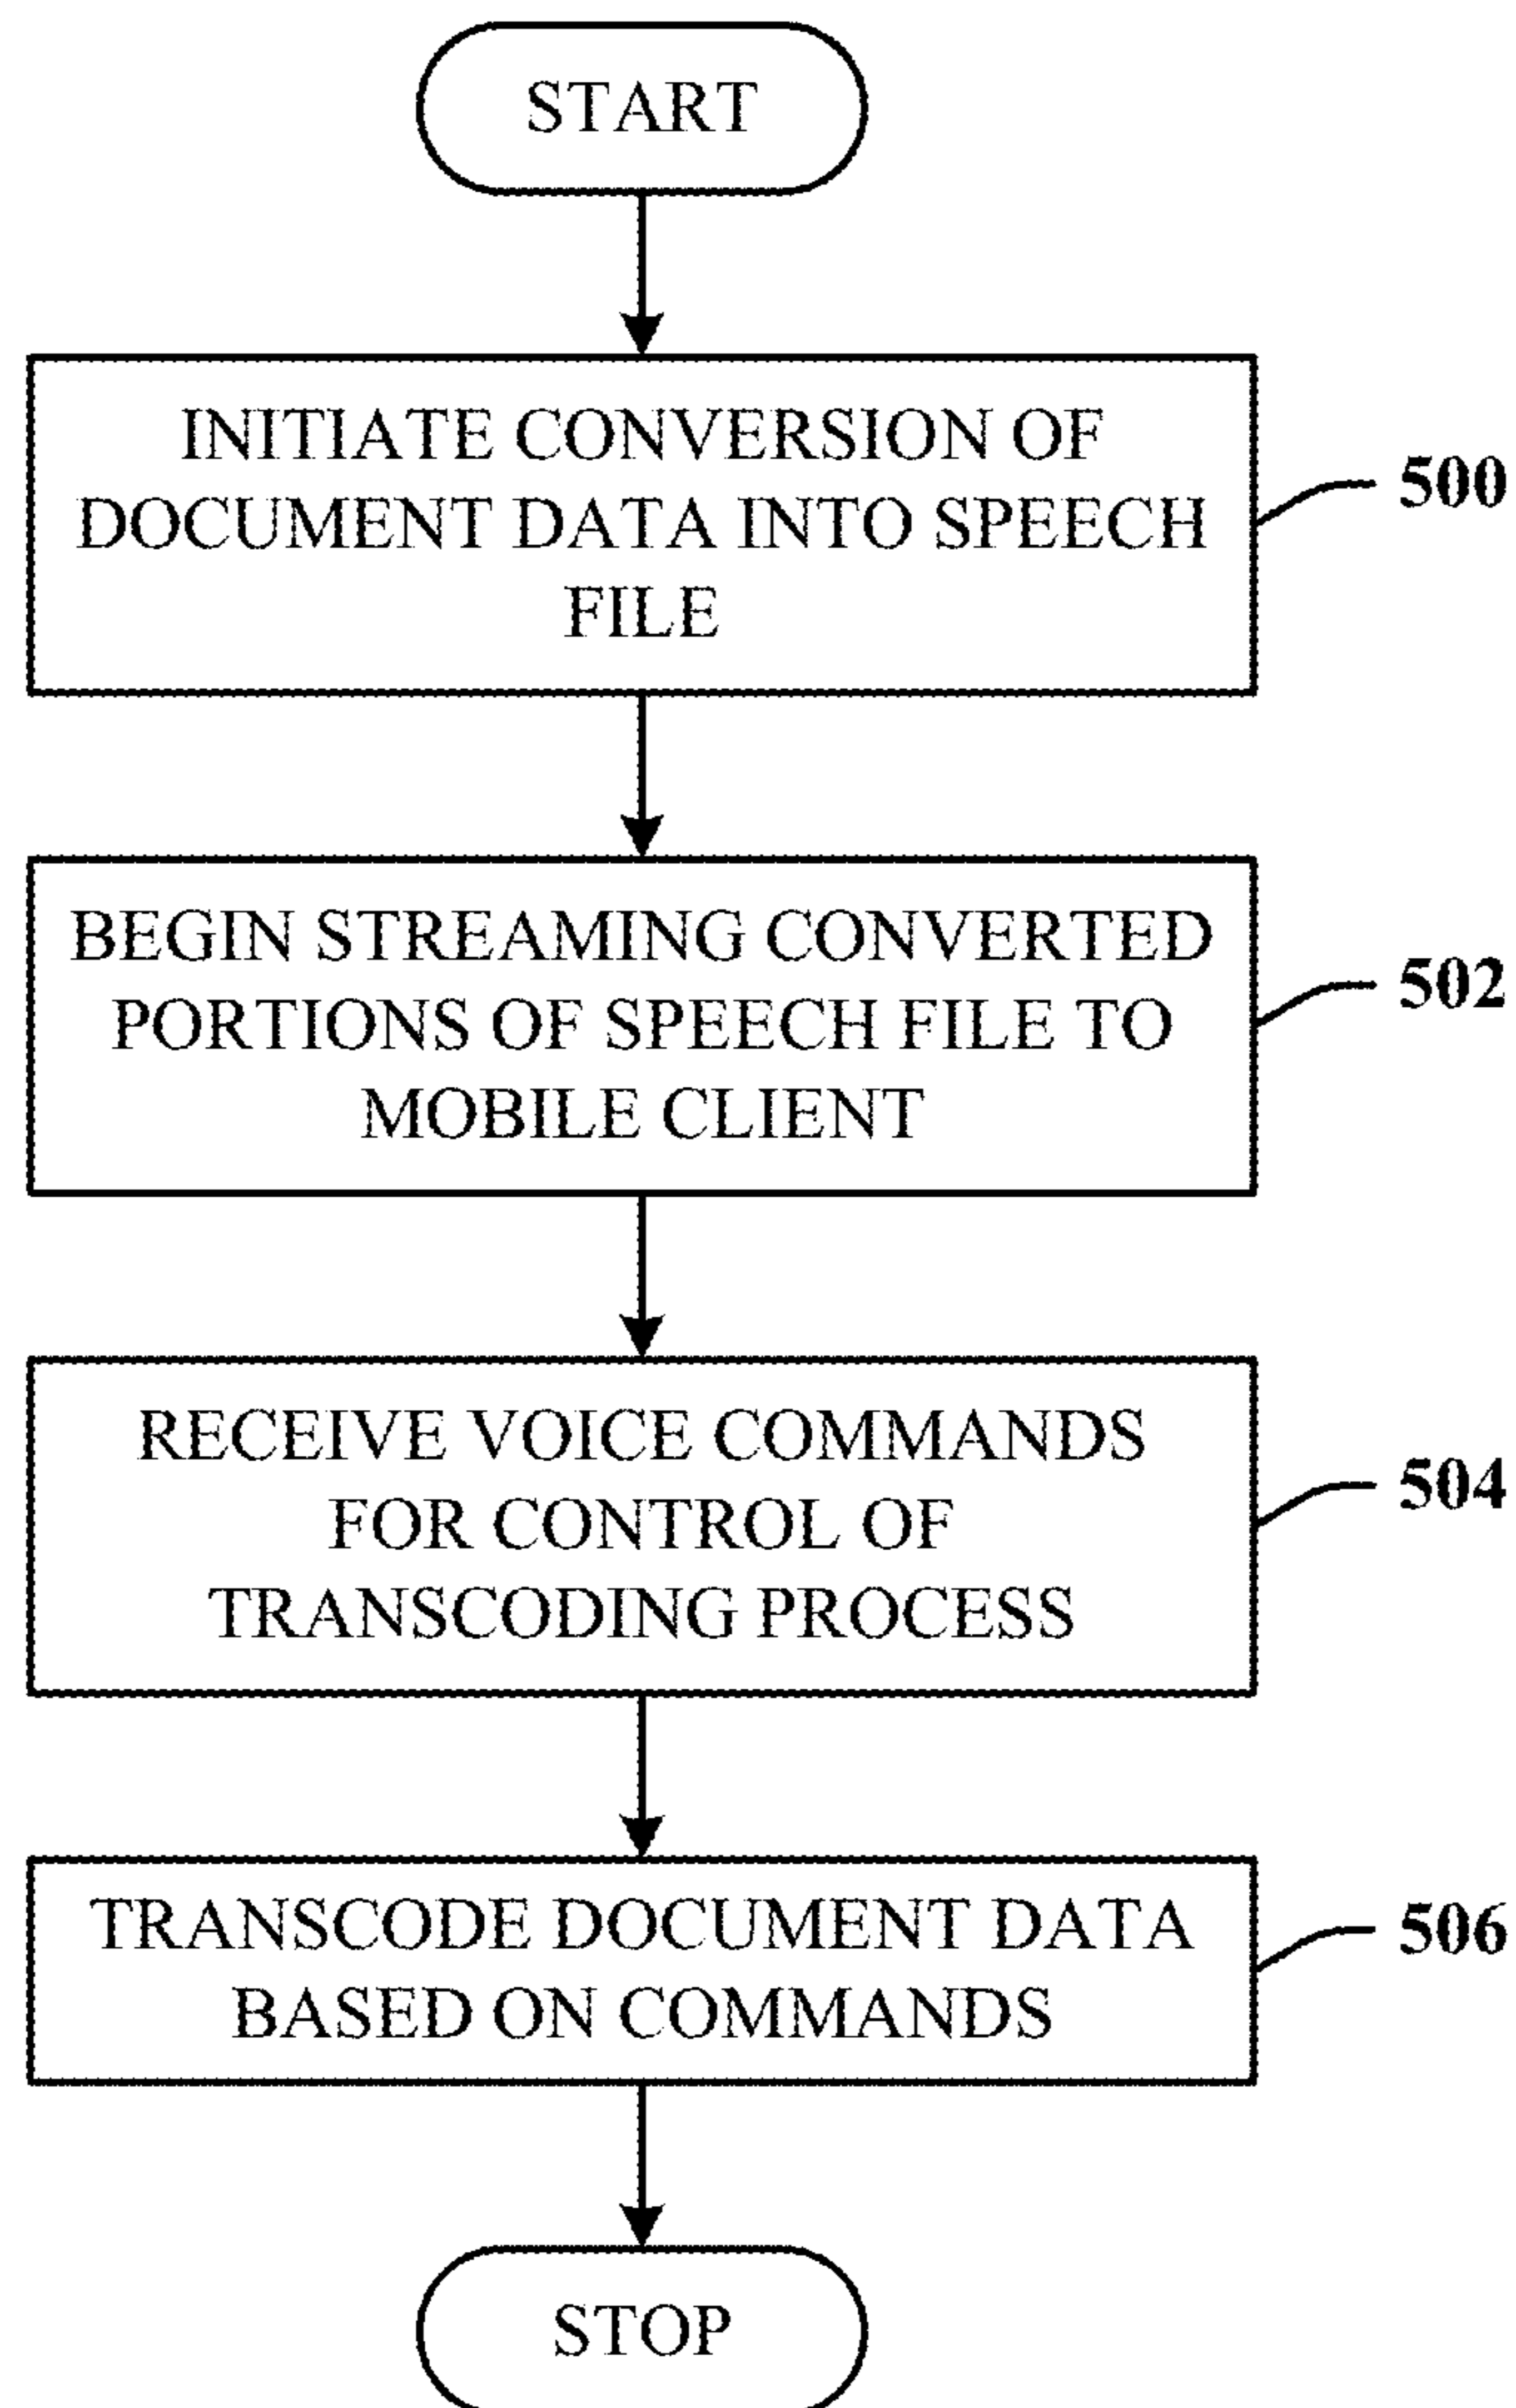 START
INITIATE CONVERSION OF
DOCUMENT DATA INTO SPEECH
FILE
500
BEGIN STREAMING CONVERTED
PORTIONS OF SPEECH FILE TO
MOBILE CLIENT
502
RECEIVE VOICE COMMANDS
FOR CONTROL OF
TRANSCODING PROCESS
504
TRANSCODE DOCUMENT DATA
BASED ON COMMANDS
506
STOP